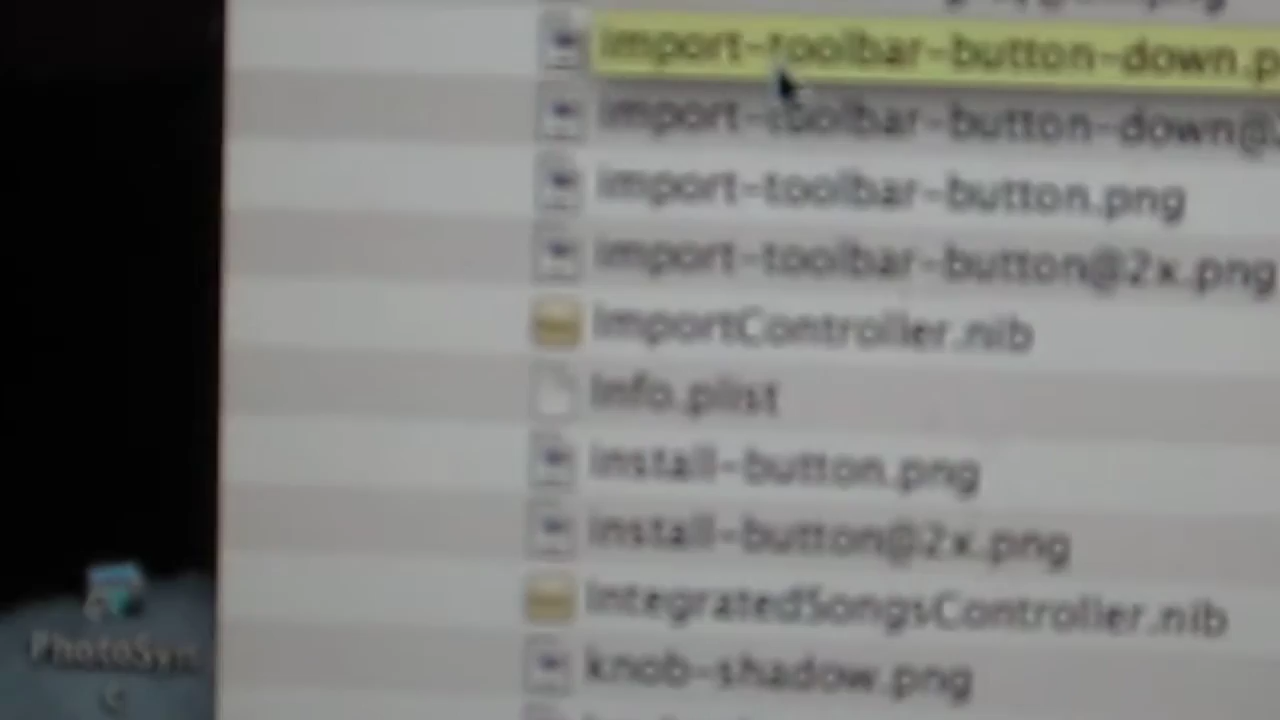 import-toolbar-button-down.p
import-toolbar-button-down@
import-toolbar-button.png
import-toolbar-button@2x.png
ImportController.nib
Info.plist
install-button.png
install-button@2x.png
IntegratedSongsController.nib
knob-shadow.png
PhotoSyn
c